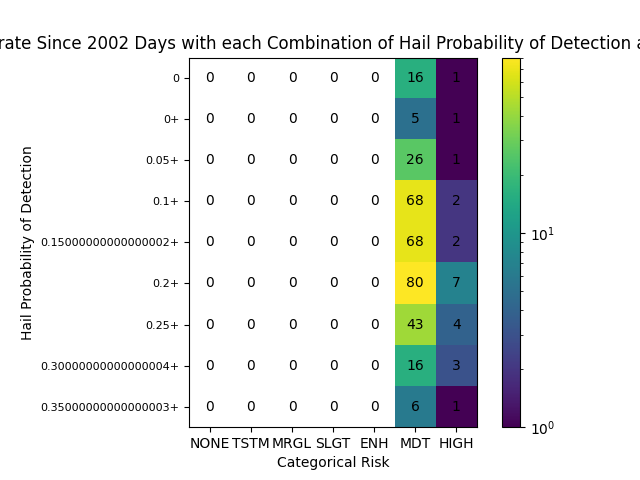 rate Since 2002 Days with each Combination of Hail Probability of Detection a
Hail Probability of Detection
0 0 0 0 0 0 16 1
0+ 0 0 0 0 0 5 1
0.05+ 0 0 0 0 0 26 1
0.1+ 0 0 0 0 0 68 2
0.15000000000000002+ 0 0 0 0 0 68 2
0.2+ 0 0 0 0 0 80 7
0.25+ 0 0 0 0 0 43 4
0.30000000000000004+ 0 0 0 0 0 16 3
0.35000000000000003+ 0 0 0 0 0 6 1
NONE TSTM MRGL SLGT ENH MDT HIGH
Categorical Risk
10¹
10⁰